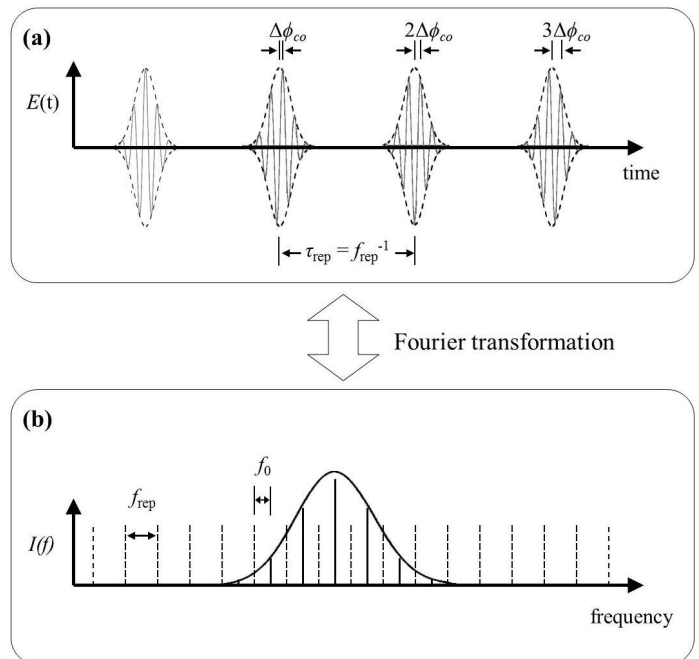 (a)
Δϕco 2Δϕco 3Δϕco
E(t)
time
τrep = frep-1
Fourier transformation
(b)
f0
frep
I(f)
frequency